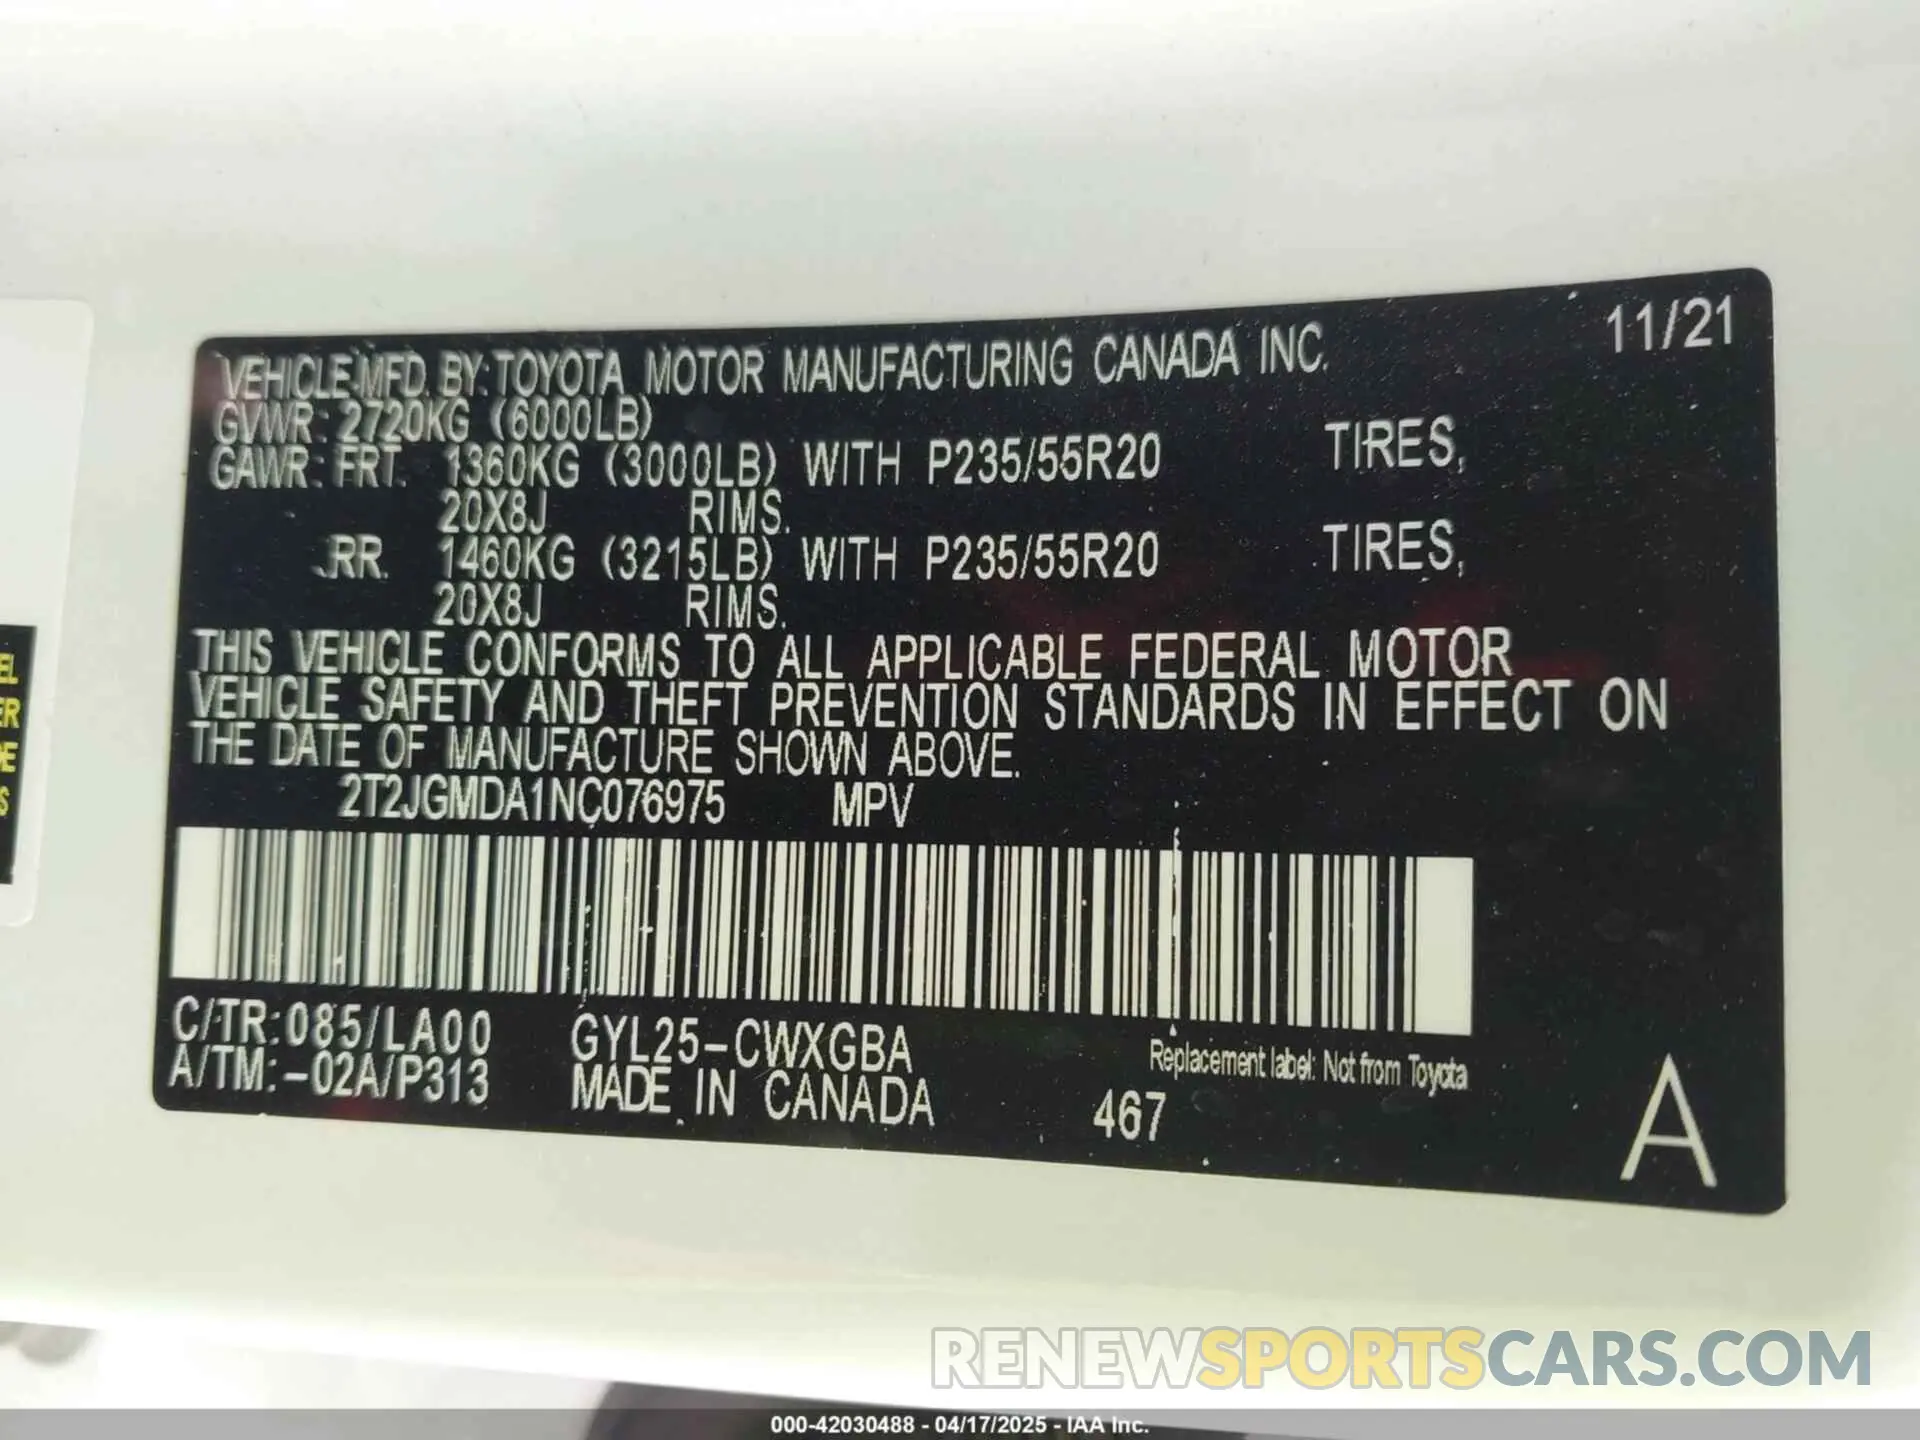 11/21
VEHICLE MFD. BY: TOYOTA MOTOR MANUFACTURING CANADA INC.
GVWR: 2720KG (6000LB)
GAWR: FRT. 1360KG (3000LB) WITH P235/55R20 TIRES,
20X8J RIMS.
RR. 1460KG (3215LB) WITH P235/55R20 TIRES,
20X8J RIMS.
THIS VEHICLE CONFORMS TO ALL APPLICABLE FEDERAL MOTOR
VEHICLE SAFETY AND THEFT PREVENTION STANDARDS IN EFFECT ON
THE DATE OF MANUFACTURE SHOWN ABOVE.
2T2JGMDA1NC076975 MPV
C/TR:085/LA00 GYL25-CWXGBA
A/TM:-02A/P313 MADE IN CANADA
Replacement label: Not from Toyota
467
A
RENEWSPORTSCARS.COM
000-42030488 - 04/17/2025 - IAA Inc.